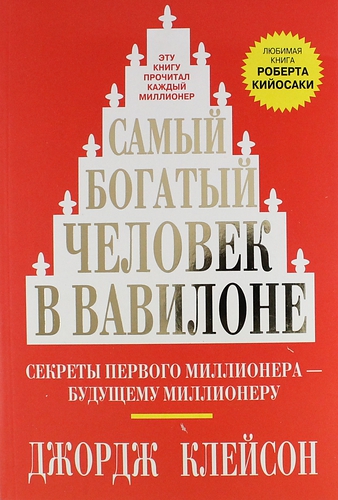 ЭТУ
КНИГУ
ПРОЧИТАЛ
КАЖДЫЙ
МИЛЛИОНЕР
ЛЮБИМАЯ
КНИГА
РОБЕРТА
КИЙОСАКИ
САМЫЙ
БОГАТЫЙ
ЧЕЛОВЕК
В ВАВИЛОНЕ
СЕКРЕТЫ ПЕРВОГО МИЛЛИОНЕРА —
БУДУЩЕМУ МИЛЛИОНЕРУ
ДЖОРДЖ КЛЕЙСОН